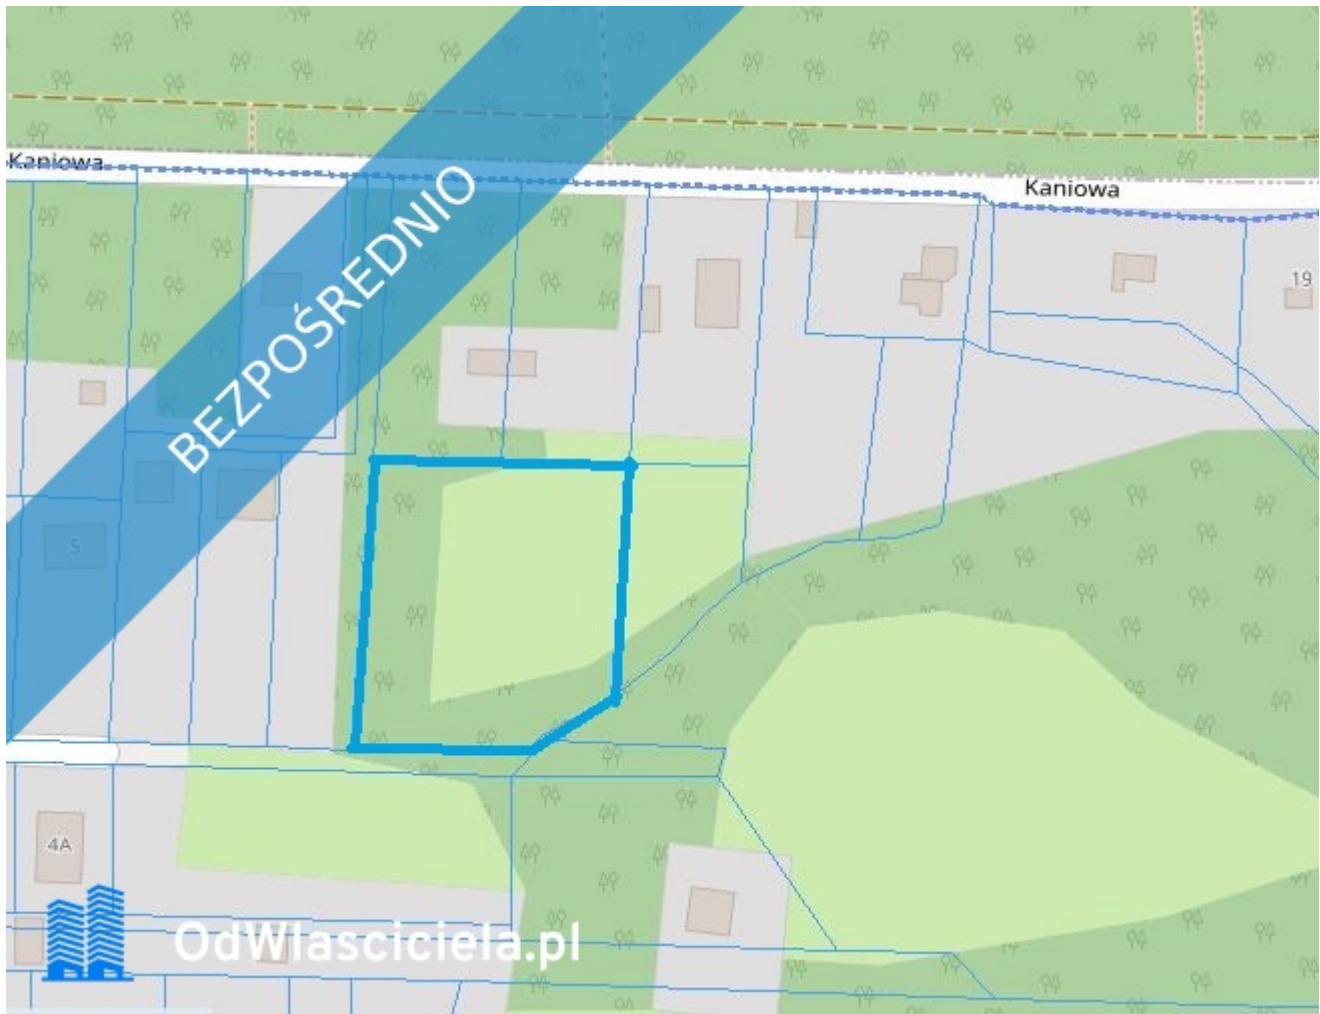 Kaniowa
Kaniowa
BEZPOŚREDNIO
19
5
4A
OdWlasciciela.pl